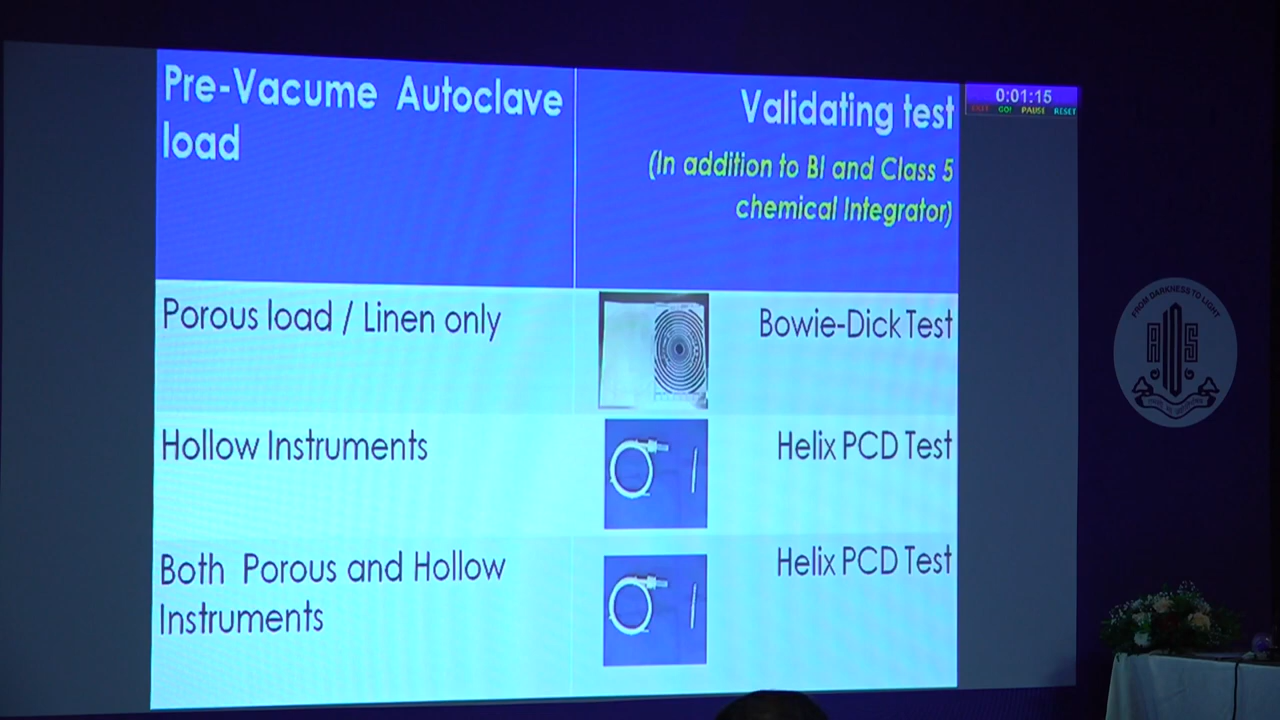 Pre-Vacume Autoclave
load
Validating test
(In addition to BI and Class 5
chemical Integrator)
Porous load / Linen only
Bowie-Dick Test
Hollow Instruments
Helix PCD Test
Both Porous and Hollow
Instruments
Helix PCD Test
0:01:15
EXIT GO! PAUSE RESET
FROM DARKNESS TO LIGHT
AIOS